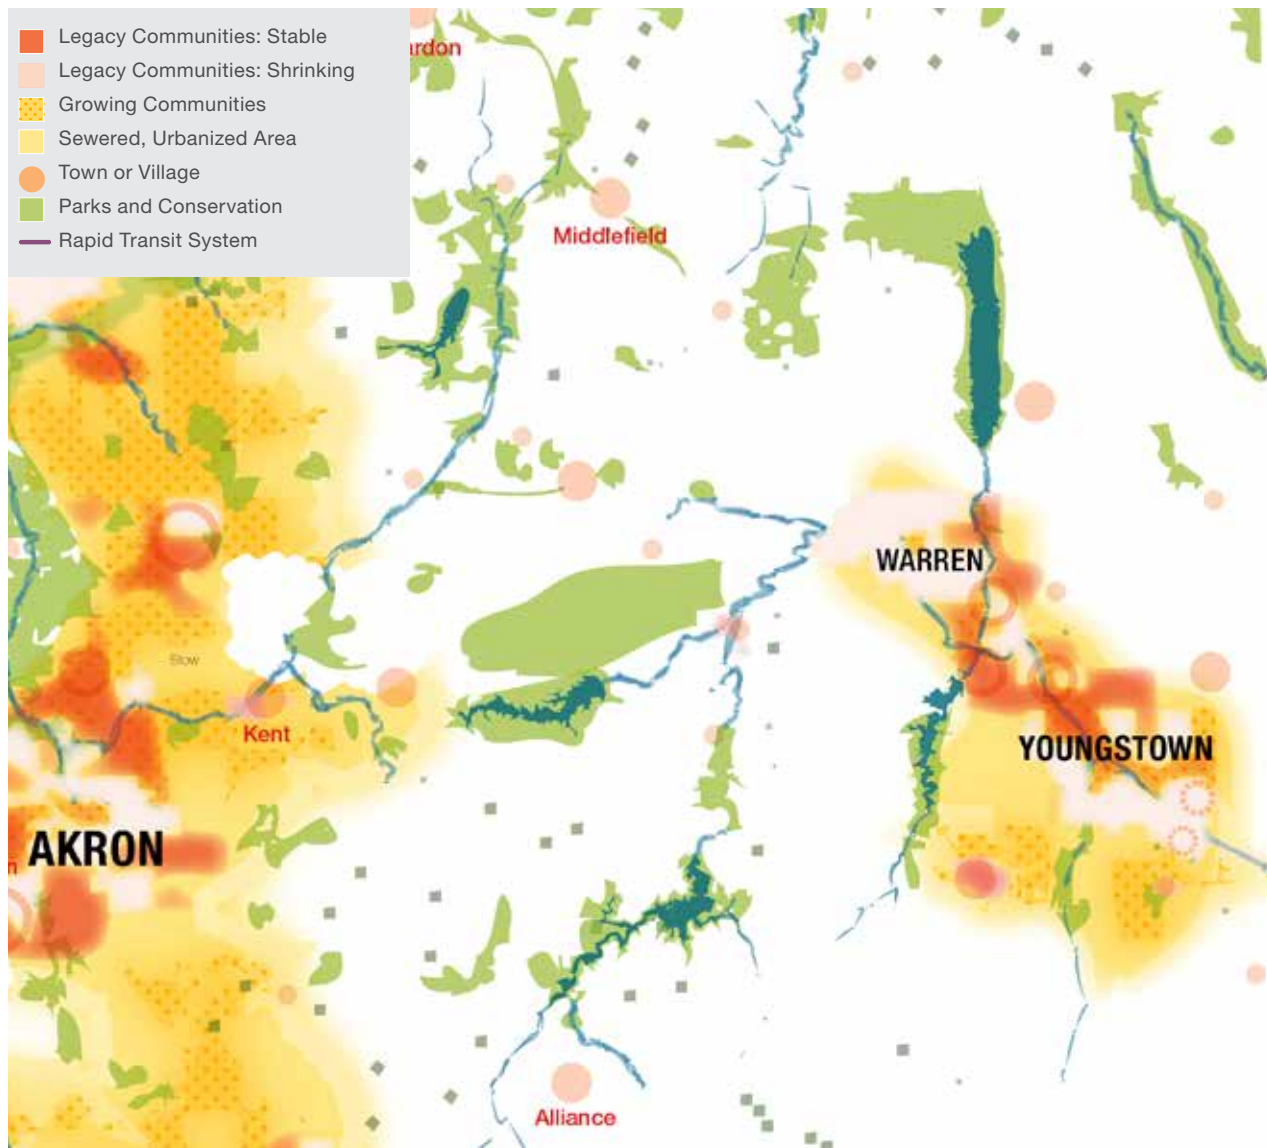 Legacy Communities: Stable
Legacy Communities: Shrinking
Growing Communities
Sewered, Urbanized Area
Town or Village
Parks and Conservation
Rapid Transit System
ardon
Middlefield
WARREN
Stow
Kent
YOUNGSTOWN
AKRON
n
Alliance